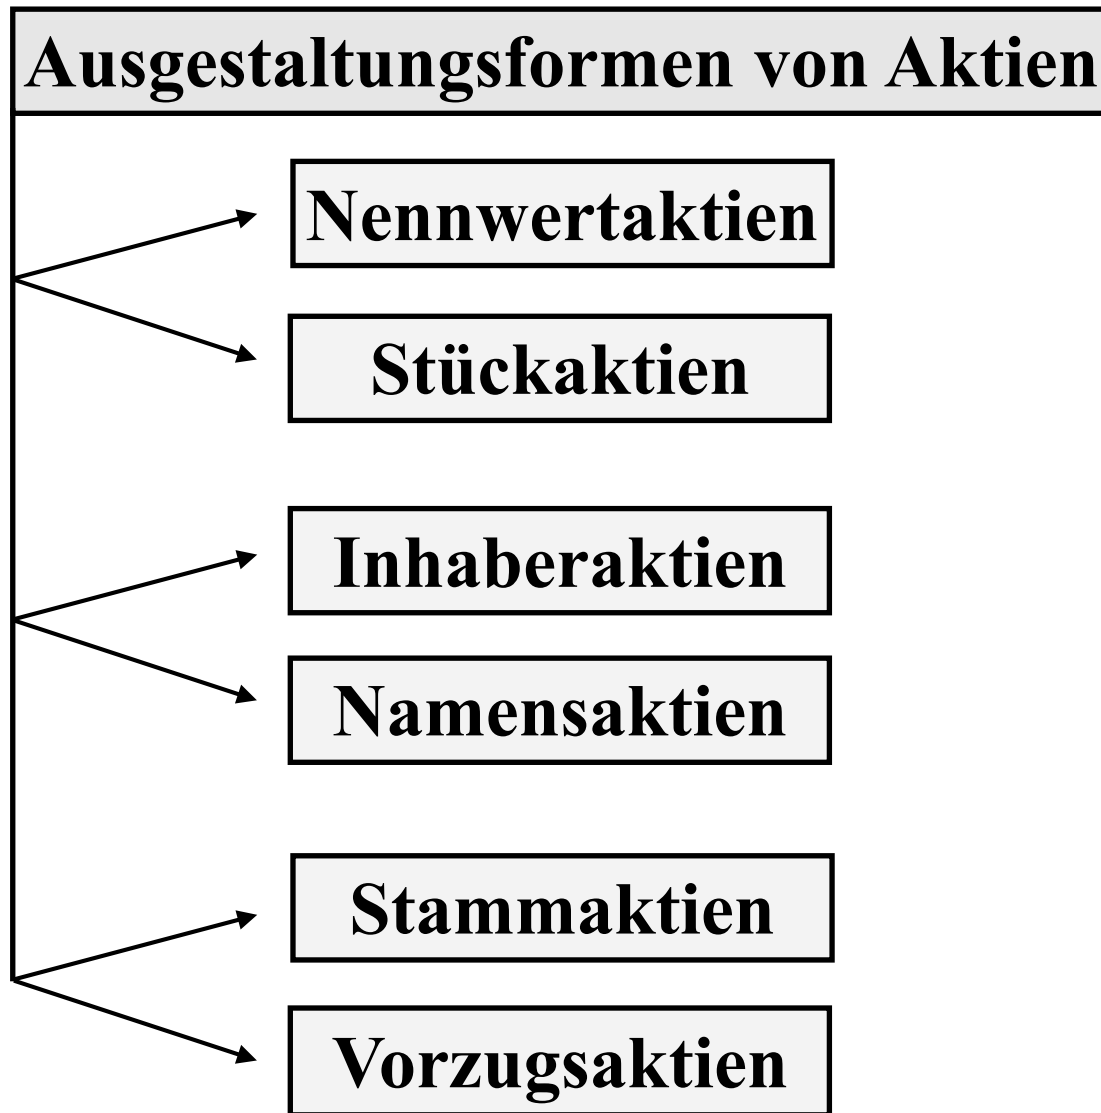 Ausgestaltungsformen von Aktien
Nennwertaktien
Stückaktien
Inhaberaktien
Namensaktien
Stammaktien
Vorzugsaktien